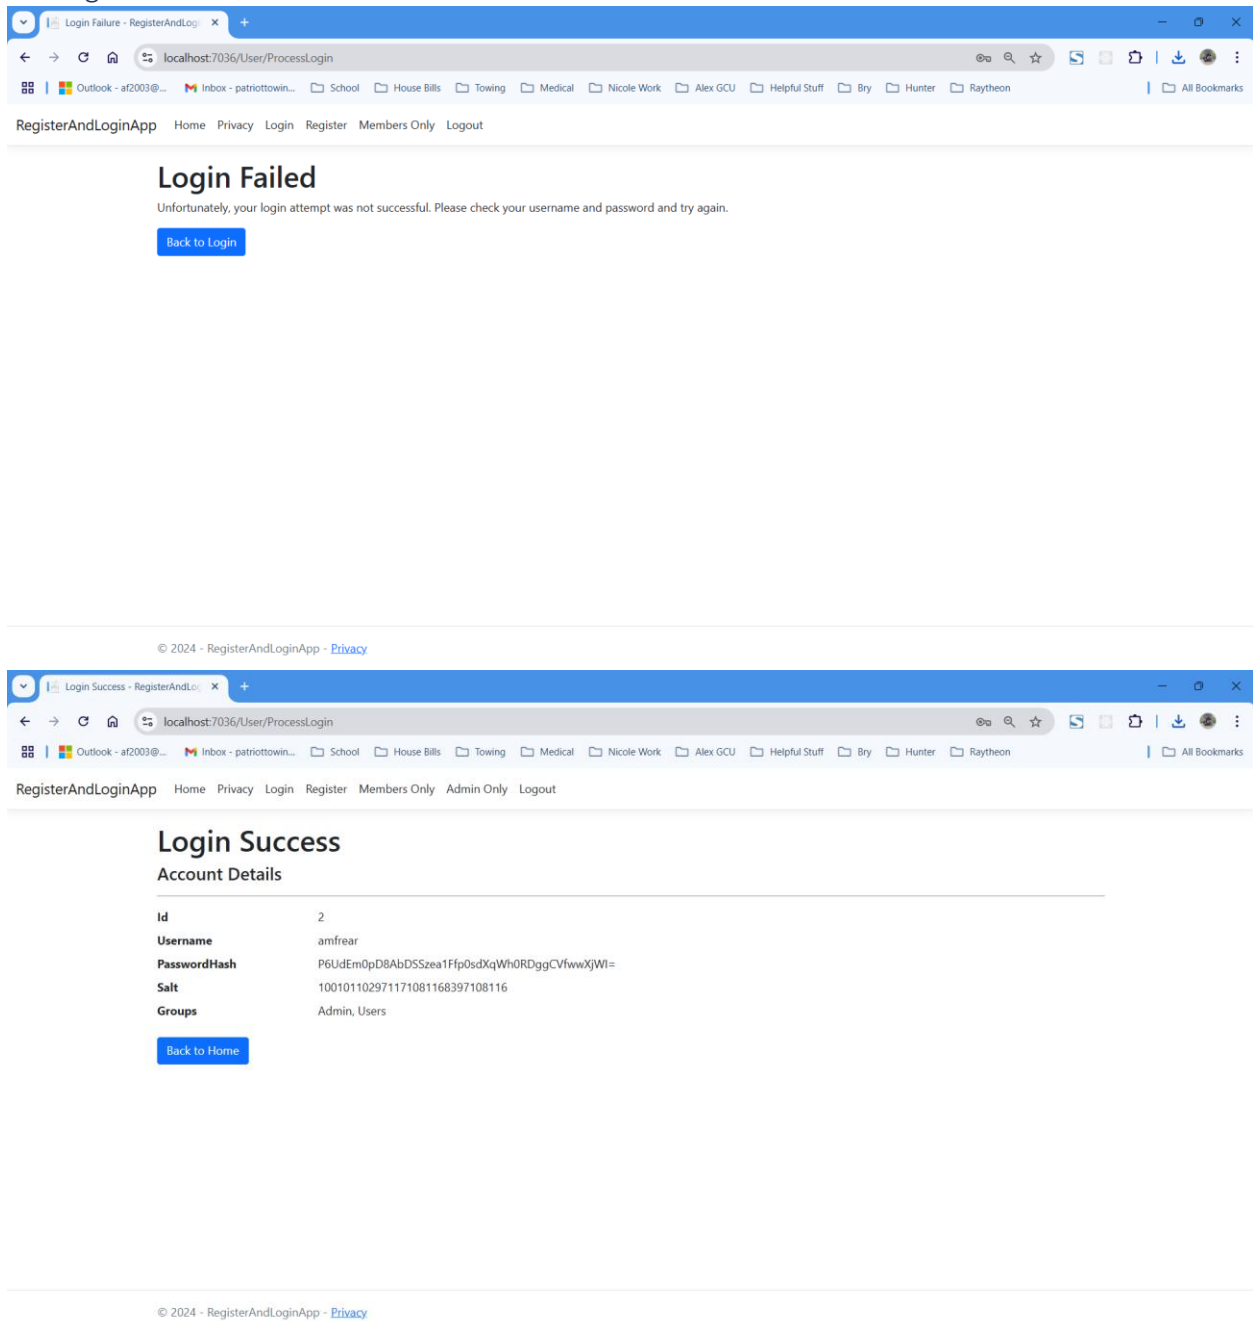 Login Failure - RegisterAndLogi
localhost:7036/User/ProcessLogin
Outlook - af2003@... Inbox - patriottowin... School House Bills Towing Medical Nicole Work Alex GCU Helpful Stuff Bry Hunter Raytheon All Bookmarks
RegisterAndLoginApp Home Privacy Login Register Members Only Logout
Login Failed
Unfortunately, your login attempt was not successful. Please check your username and password and try again.
Back to Login
© 2024 - RegisterAndLoginApp - Privacy
Login Success - RegisterAndLog
localhost:7036/User/ProcessLogin
Outlook - af2003@... Inbox - patriottowin... School House Bills Towing Medical Nicole Work Alex GCU Helpful Stuff Bry Hunter Raytheon All Bookmarks
RegisterAndLoginApp Home Privacy Login Register Members Only Admin Only Logout
Login Success
Account Details
Id 2
Username amfrear
PasswordHash P6UdEm0pD8AbDSSzea1Ffp0sdXqWh0RDggCVfwwXjWI=
Salt 100101102971171081168397108116
Groups Admin, Users
Back to Home
© 2024 - RegisterAndLoginApp - Privacy